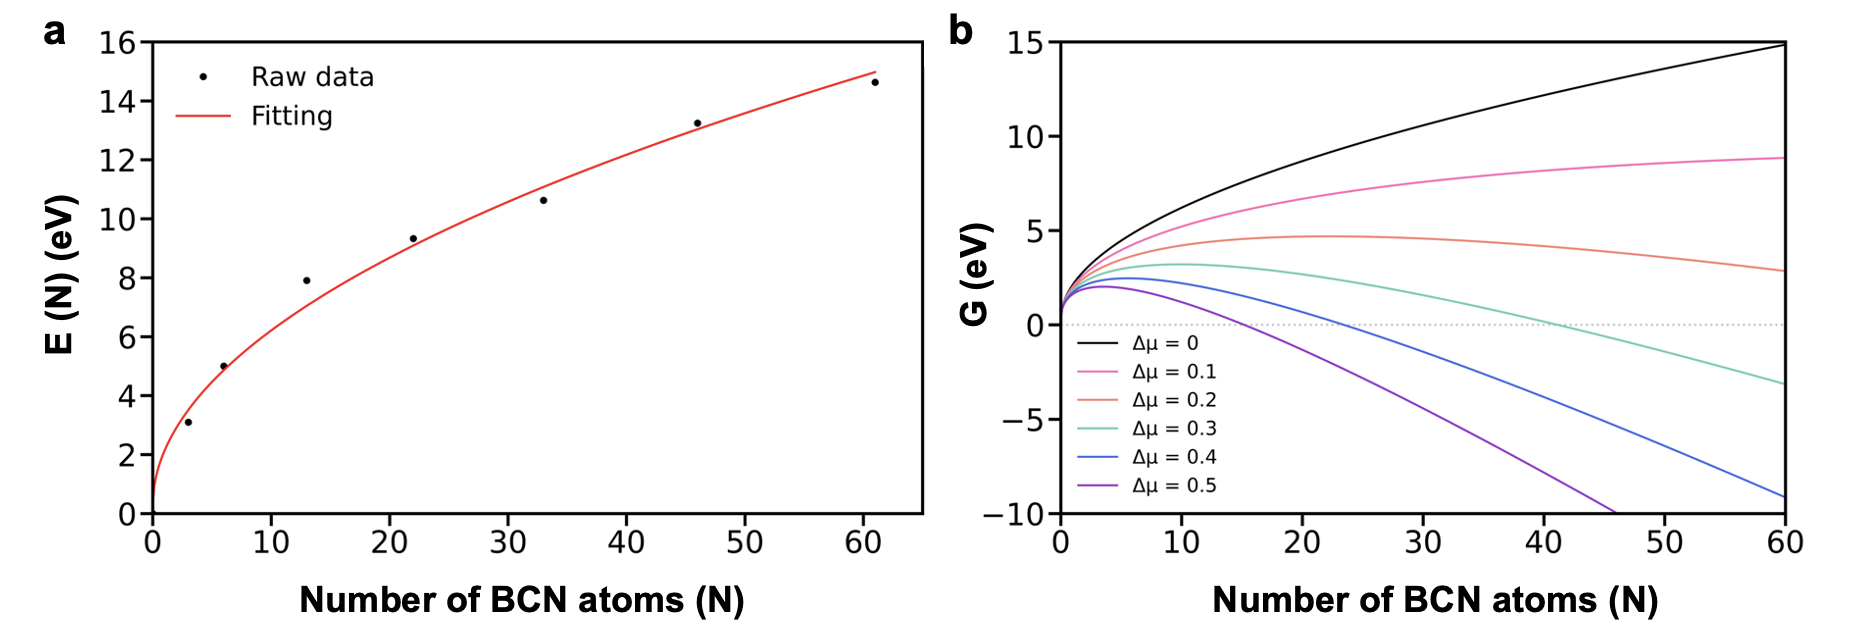 a
16
14
12
10
8
6
4
2
0
E (N) (eV)
Raw data
Fitting
0 10 20 30 40 50 60
Number of BCN atoms (N)
b
15
10
5
0
−5
−10
G (eV)
Δμ = 0
Δμ = 0.1
Δμ = 0.2
Δμ = 0.3
Δμ = 0.4
Δμ = 0.5
0 10 20 30 40 50 60
Number of BCN atoms (N)